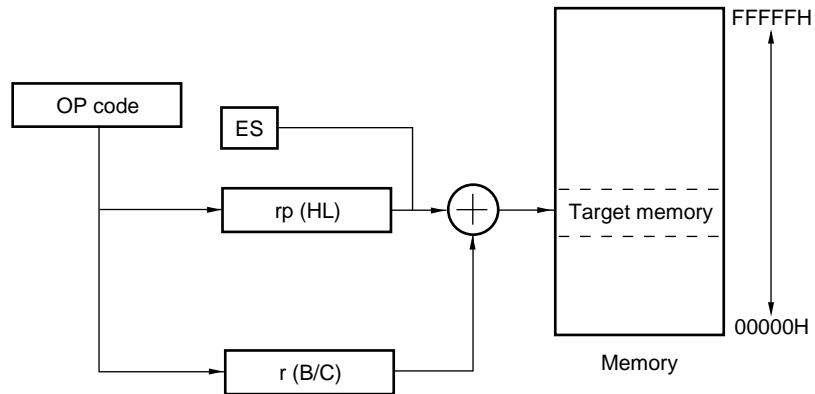 FFFFFH
OP code
ES
rp (HL)
Target memory
r (B/C)
00000H
Memory